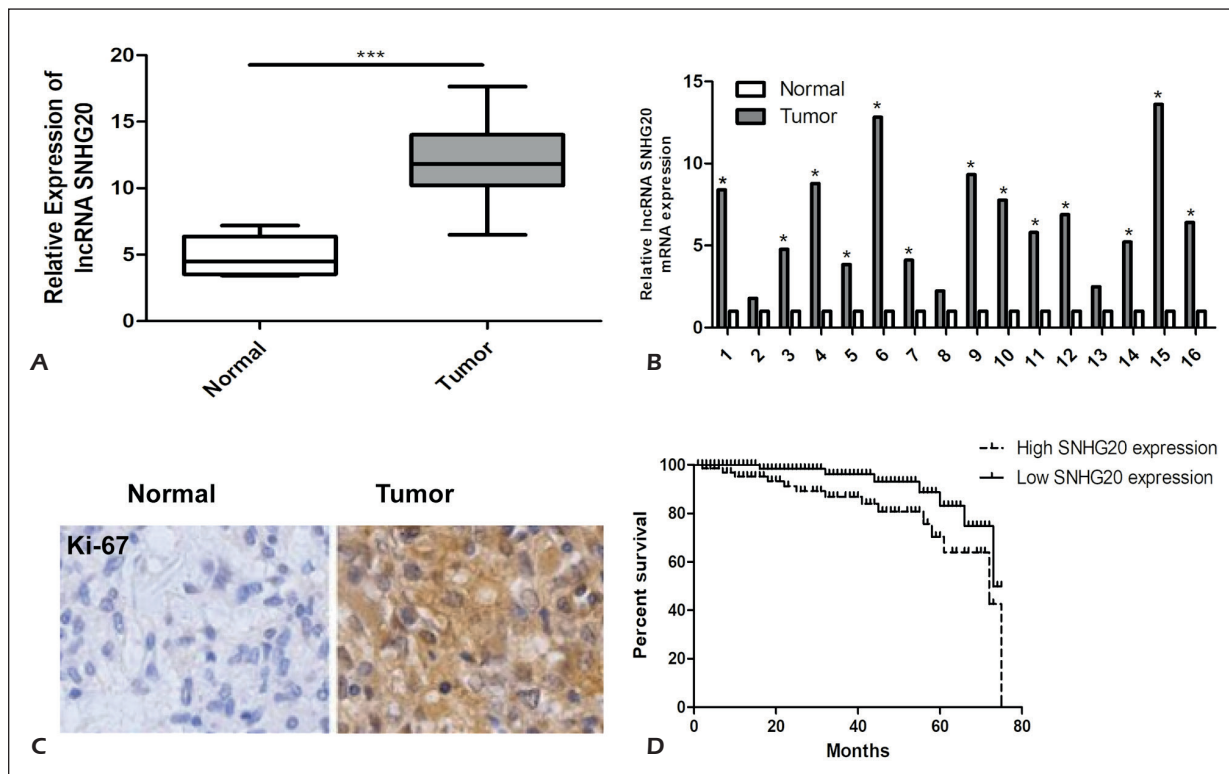 ***
20
15
10
5
0
Relative Expression of
lncRNA SNHG20
Normal
Tumor
A
15
10
5
0
Relative lncRNA SNHG20
mRNA expression
Normal
Tumor
* * * * * * * * * * * * *
1 2 3 4 5 6 7 8 9 10 11 12 13 14 15 16
B
Normal Tumor
Ki-67
C
High SNHG20 expression
Low SNHG20 expression
100
80
60
40
20
0
Percent survival
0 20 40 60 80
Months
D